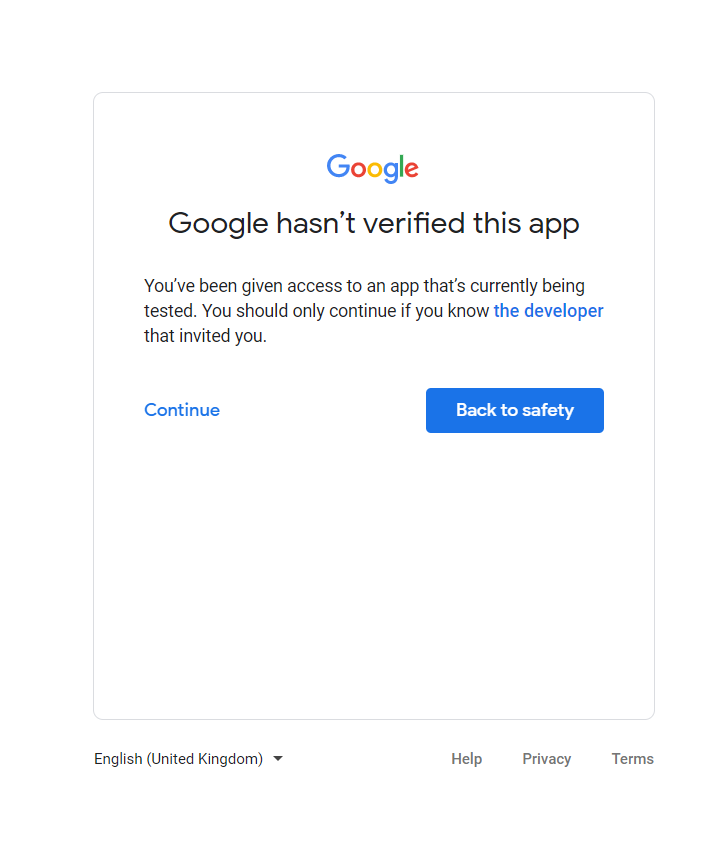 Google
Google hasn’t verified this app
You’ve been given access to an app that’s currently being
tested. You should only continue if you know the developer
that invited you.
Continue
Back to safety
English (United Kingdom)
Help
Privacy
Terms